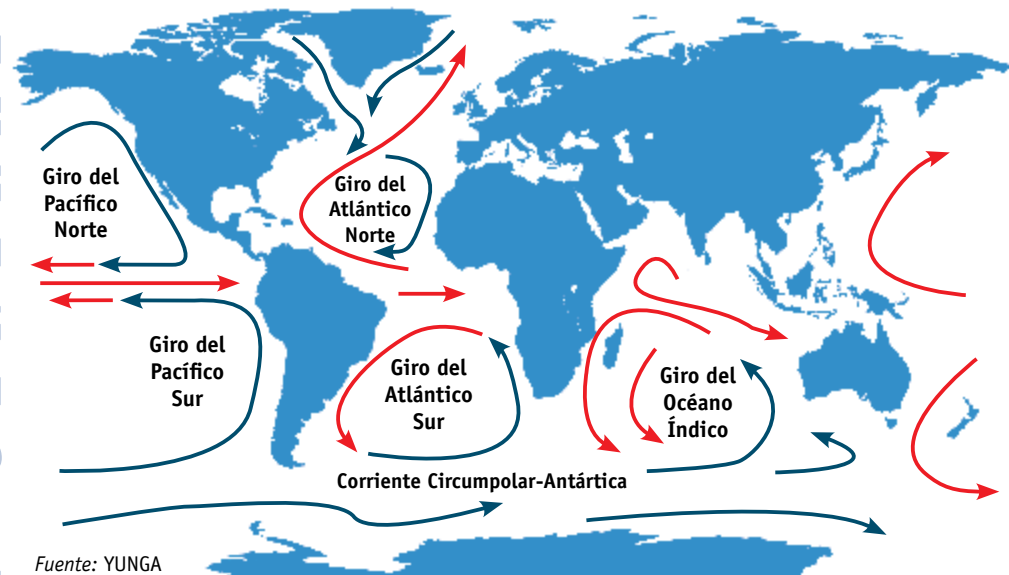 Giro del
Pacífico
Norte
Giro del
Atlántico
Norte
Giro del
Pacífico
Sur
Giro del
Atlántico
Sur
Giro del
Océano
Índico
Corriente Circumpolar-Antártica
Fuente: YUNGA